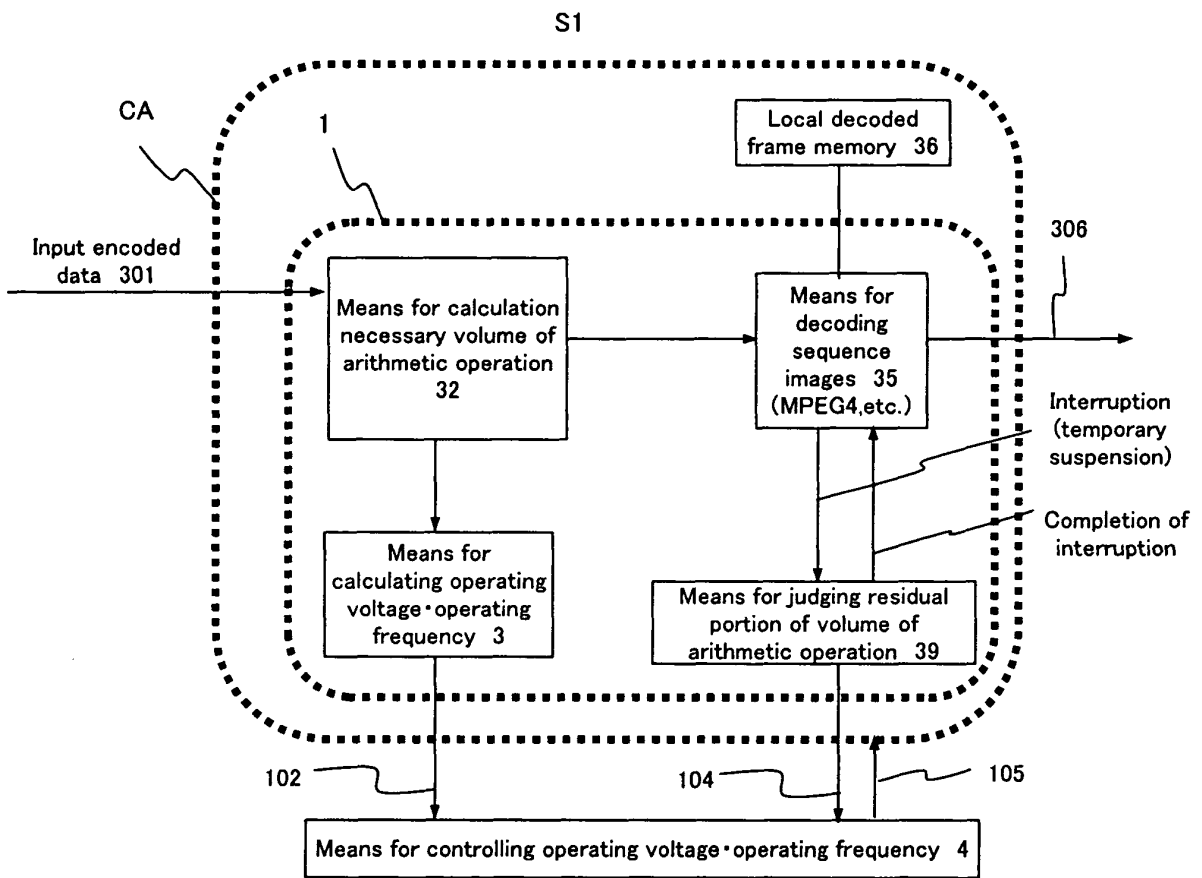 S1
CA
1
Local decoded
frame memory 36
306
Input encoded
data 301
Means for calculation
necessary volume of
arithmetic operation
32
Means for
decoding
sequence
images 35
(MPEG4,etc.)
Interruption
(temporary
suspension)
Completion of
interruption
Means for
calculating operating
voltage・operating
frequency 3
Means for judging residual
portion of volume of
arithmetic operation 39
102
104
105
Means for controlling operating voltage・operating frequency 4